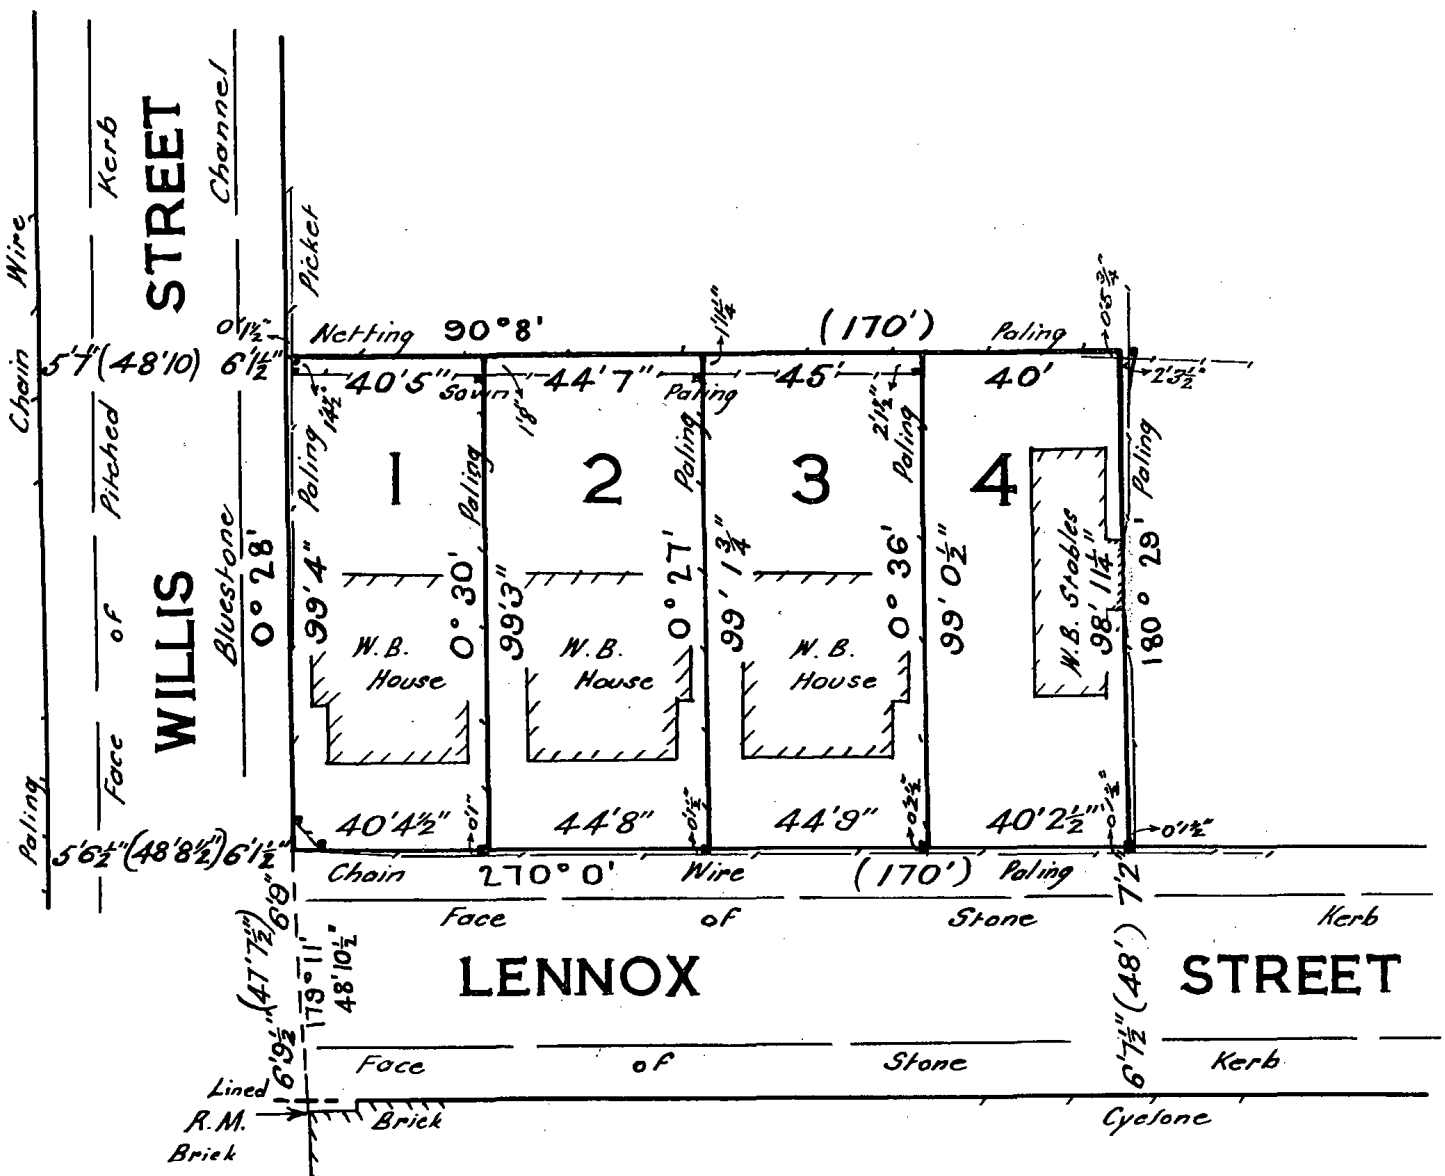 Chain Wire
Kerb
STREET
Channel
Picket
0'1½"
Netting
90°8'
1'1¼"
(170')
Paling
0'5¾"
5'7" (48'10) 6'1½"
40'5"
Sawn
44'7"
Paling
45'
40'
2'3½"
1'4½"
1'8"
2'1½"
Chain
Pitched
Paling
1
Paling
2
Paling
3
Paling
4
Paling
Bluestone
0° 28'
99'4"
0° 30'
99'3"
0° 27'
99' 1¾"
0° 36'
99' 0½"
W.B. Stables
98' 11¼"
180° 29'
of
WILLIS
W.B.
House
W.B.
House
W.B.
House
Face
Paling
40'4½"
0'1"
44'8"
0'1½"
44'9"
40'2½"
0'1½"
5'6½" (48'8½") 6'1½"
Chain
270° 0'
Wire
(170')
Paling
6'9"
Face
of
Stone
Kerb
(47'7½")
179° 11'
48'10½"
LENNOX
STREET
6'7½" (48') 7'2"
6'9½"
Face
of
Stone
Kerb
Lined
R.M.
Brick
Brick
Cyclone